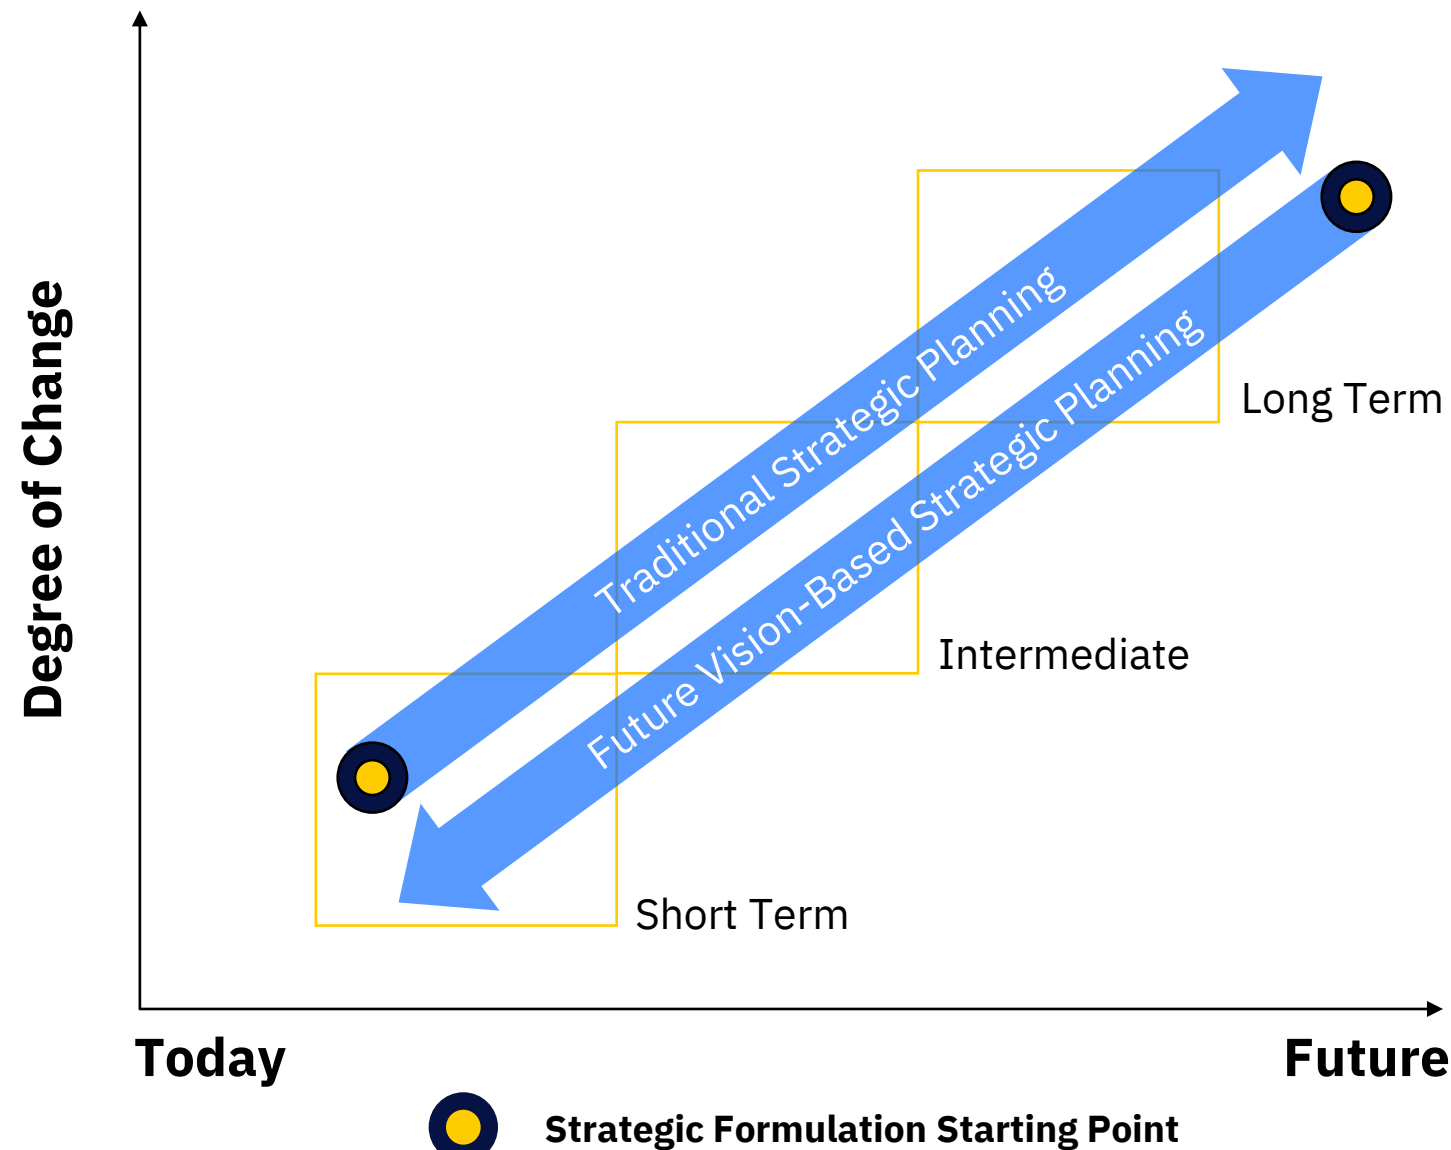 Degree of Change
Traditional Strategic Planning
Future Vision-Based Strategic Planning
Long Term
Intermediate
Short Term
Today
Future
Strategic Formulation Starting Point